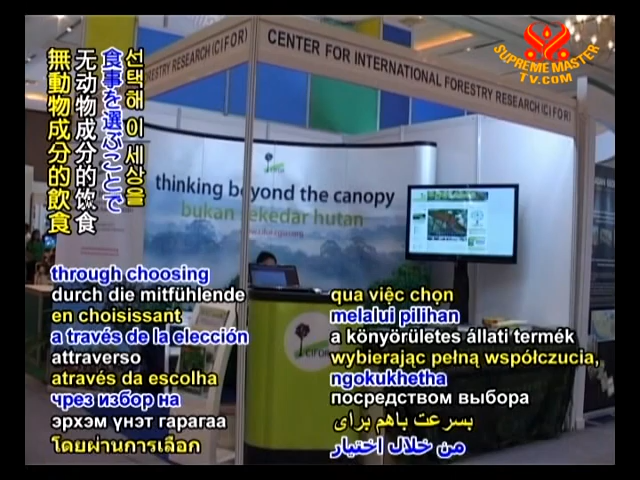 SUPREME MASTER
TV.COM
FORESTRY RESEARCH (CIFOR)
CENTER FOR INTERNATIONAL FORESTRY RESEARCH (CIFOR)
선택해 이 세상을
食事を選ぶことで
无动物成分的饮食
無動物成分的飲食
thinking beyond the canopy
bukan sekedar hutan
CIFOR
through choosing
durch die mitfühlende
en choisissant
a través de la elección
attraverso
através da escolha
чрез избор на
эрхэм үнэт гарагаа
โดยผ่านการเลือก
qua việc chọn
melalui pilihan
a könyörületes állati termék
wybierając pełną współczucia,
ngokukhetha
посредством выбора
بسرعت باهم برای
من خلال اختيار